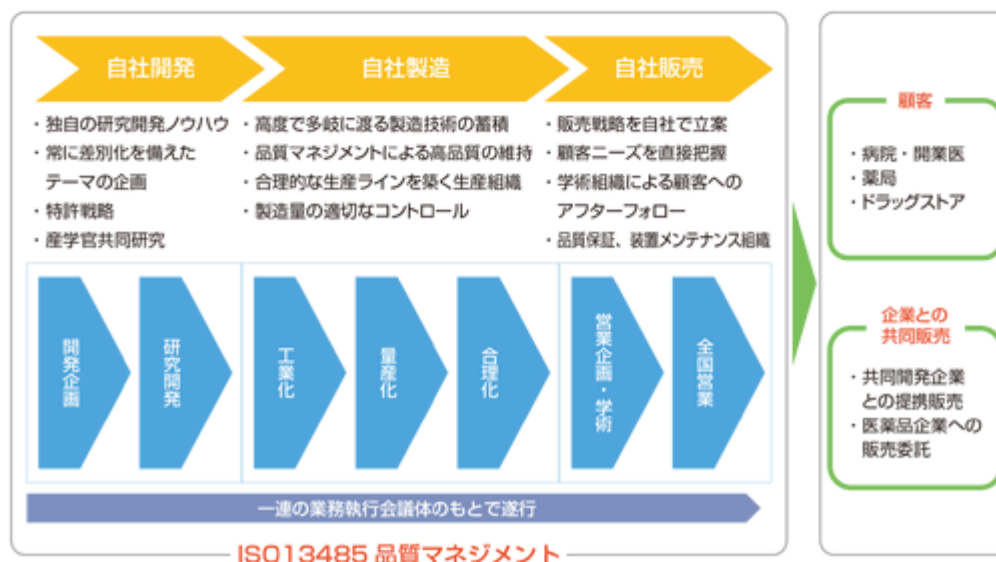 自社開発
・独自の研究開発ノウハウ
・常に差別化を備えた
テーマの企画
・特許戦略
・産学官共同研究
自社製造
・高度で多岐に渡る製造技術の蓄積
・品質マネジメントによる高品質の維持
・合理的な生産ラインを築く生産組織
・製造量の適切なコントロール
自社販売
・販売戦略を自社で立案
・顧客ニーズを直接把握
・学術組織による顧客への
アフターフォロー
・品質保証、装置メンテナンス組織
開発企画
研究開発
工業化
量産化
合理化
営業企画・学術
全国営業
一連の業務執行会議体のもとで遂行
ISO13485 品質マネジメント
顧客
・病院・開業医
・薬局
・ドラッグストア
企業との
共同販売
・共同開発企業
との提携販売
・医薬品企業への
販売委託